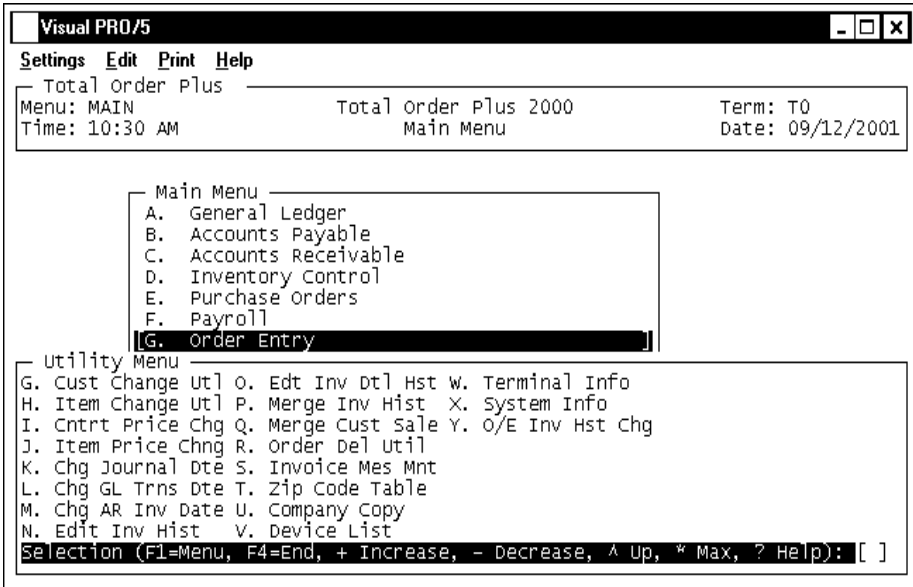 Visual PRO/5
Settings Edit Print Help
Total Order Plus
Menu: MAIN Total Order Plus 2000 Term: T0
Time: 10:30 AM Main Menu Date: 09/12/2001
Main Menu
A. General Ledger
B. Accounts Payable
C. Accounts Receivable
D. Inventory Control
E. Purchase Orders
F. Payroll
[G. Order Entry ]
Utility Menu
G. Cust Change Utl O. Edt Inv Dtl Hst W. Terminal Info
H. Item Change Utl P. Merge Inv Hist X. System Info
I. Cntrt Price Chg Q. Merge Cust Sale Y. O/E Inv Hst Chg
J. Item Price Chng R. Order Del Util
K. Chg Journal Dte S. Invoice Mes Mnt
L. Chg GL Trns Dte T. Zip Code Table
M. Chg AR Inv Date U. Company Copy
N. Edit Inv Hist V. Device List
Selection (F1=Menu, F4=End, + Increase, - Decrease, ^ Up, * Max, ? Help): [ ]